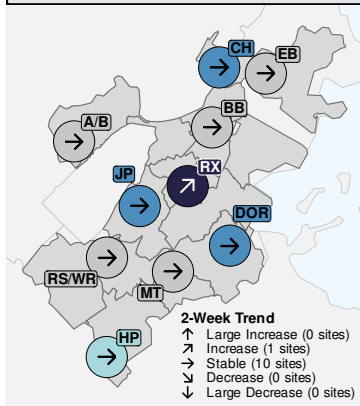 CH
EB
BB
A/B
RX
JP
DOR
RS/WR
MT
HP
2-Week Trend
↑ Large Increase (0 sites)
↗ Increase (1 sites)
→ Stable (10 sites)
↘ Decrease (0 sites)
↓ Large Decrease (0 sites)